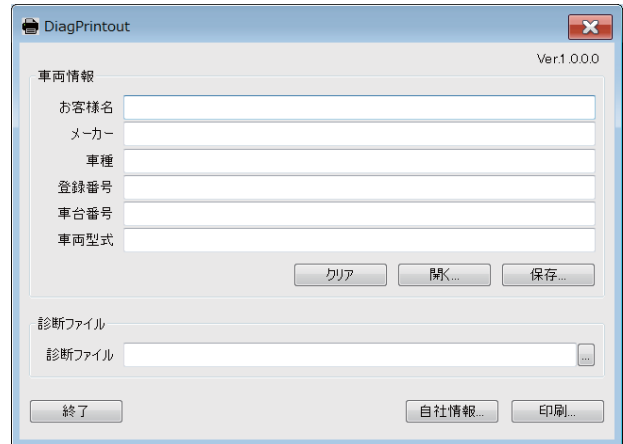 DiagPrintout
Ver.1.0.0.0
車両情報
お客様名
メーカー
車種
登録番号
車台番号
車両型式
クリア 開く... 保存...
診断ファイル
診断ファイル ...
終了 自社情報... 印刷...